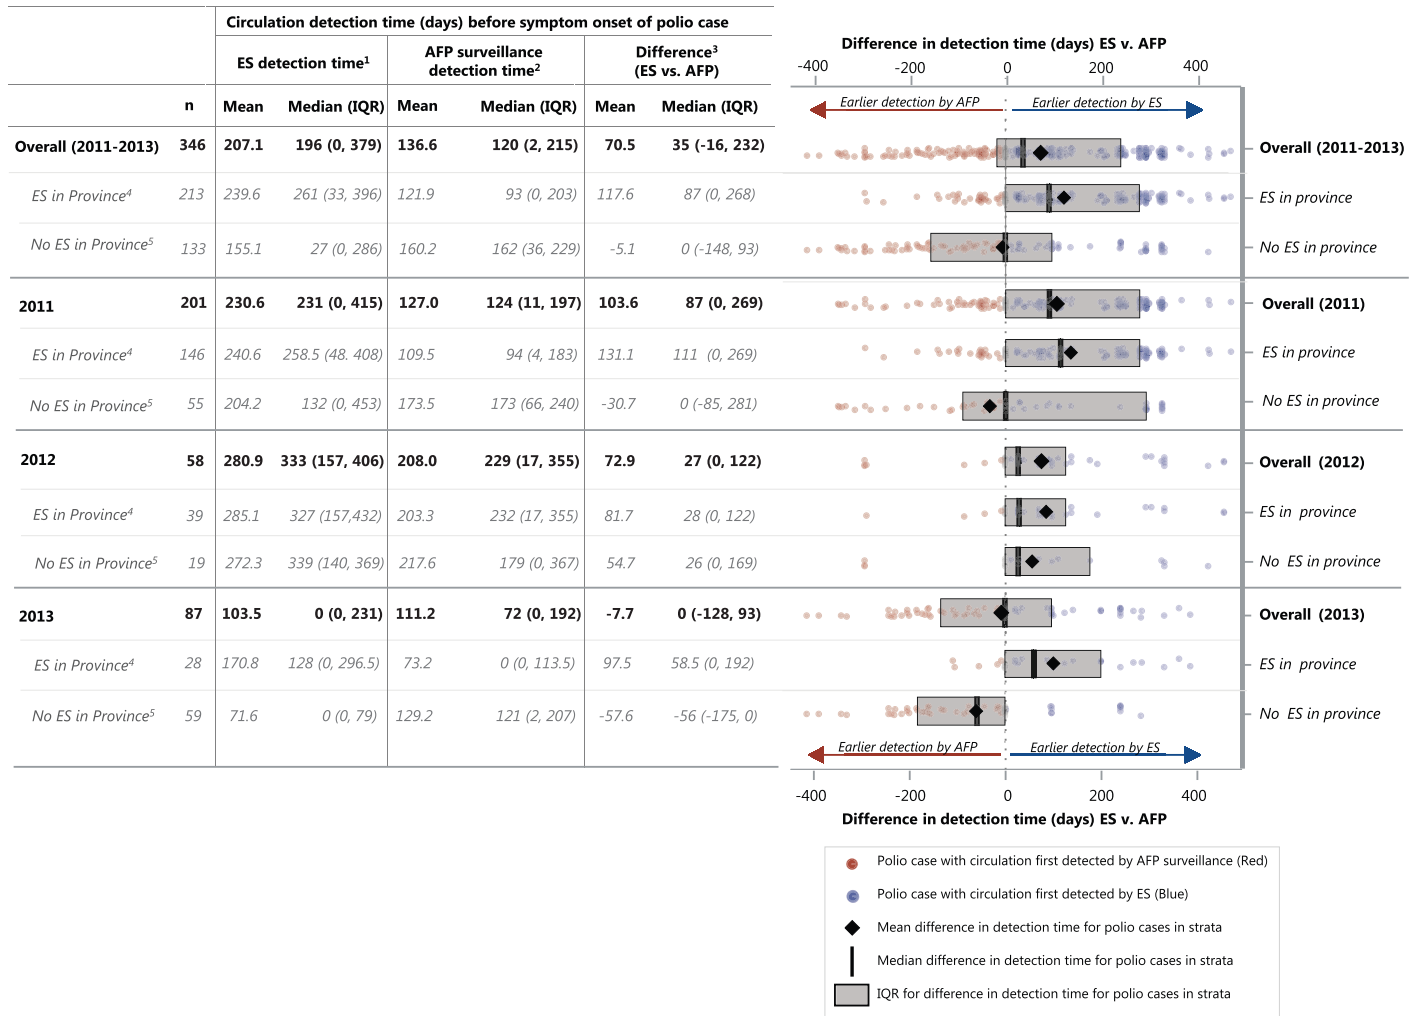 Circulation detection time (days) before symptom onset of polio case
ES detection time¹ AFP surveillance detection time² Difference³ (ES vs. AFP)
n Mean Median (IQR) Mean Median (IQR) Mean Median (IQR)
Overall (2011-2013) 346 207.1 196 (0, 379) 136.6 120 (2, 215) 70.5 35 (-16, 232)
ES in Province⁴ 213 239.6 261 (33, 396) 121.9 93 (0, 203) 117.6 87 (0, 268)
No ES in Province⁵ 133 155.1 27 (0, 286) 160.2 162 (36, 229) -5.1 0 (-148, 93)
2011 201 230.6 231 (0, 415) 127.0 124 (11, 197) 103.6 87 (0, 269)
ES in Province⁴ 146 240.6 258.5 (48. 408) 109.5 94 (4, 183) 131.1 111 (0, 269)
No ES in Province⁵ 55 204.2 132 (0, 453) 173.5 173 (66, 240) -30.7 0 (-85, 281)
2012 58 280.9 333 (157, 406) 208.0 229 (17, 355) 72.9 27 (0, 122)
ES in Province⁴ 39 285.1 327 (157,432) 203.3 232 (17, 355) 81.7 28 (0, 122)
No ES in Province⁵ 19 272.3 339 (140, 369) 217.6 179 (0, 367) 54.7 26 (0, 169)
2013 87 103.5 0 (0, 231) 111.2 72 (0, 192) -7.7 0 (-128, 93)
ES in Province⁴ 28 170.8 128 (0, 296.5) 73.2 0 (0, 113.5) 97.5 58.5 (0, 192)
No ES in Province⁵ 59 71.6 0 (0, 79) 129.2 121 (2, 207) -57.6 -56 (-175, 0)
Difference in detection time (days) ES v. AFP
-400 -200 0 200 400
Earlier detection by AFP Earlier detection by ES
Overall (2011-2013)
ES in province
No ES in province
Overall (2011)
ES in province
No ES in province
Overall (2012)
ES in province
No ES in province
Overall (2013)
ES in province
No ES in province
Earlier detection by AFP Earlier detection by ES
-400 -200 0 200 400
Difference in detection time (days) ES v. AFP
Polio case with circulation first detected by AFP surveillance (Red)
Polio case with circulation first detected by ES (Blue)
Mean difference in detection time for polio cases in strata
Median difference in detection time for polio cases in strata
IQR for difference in detection time for polio cases in strata